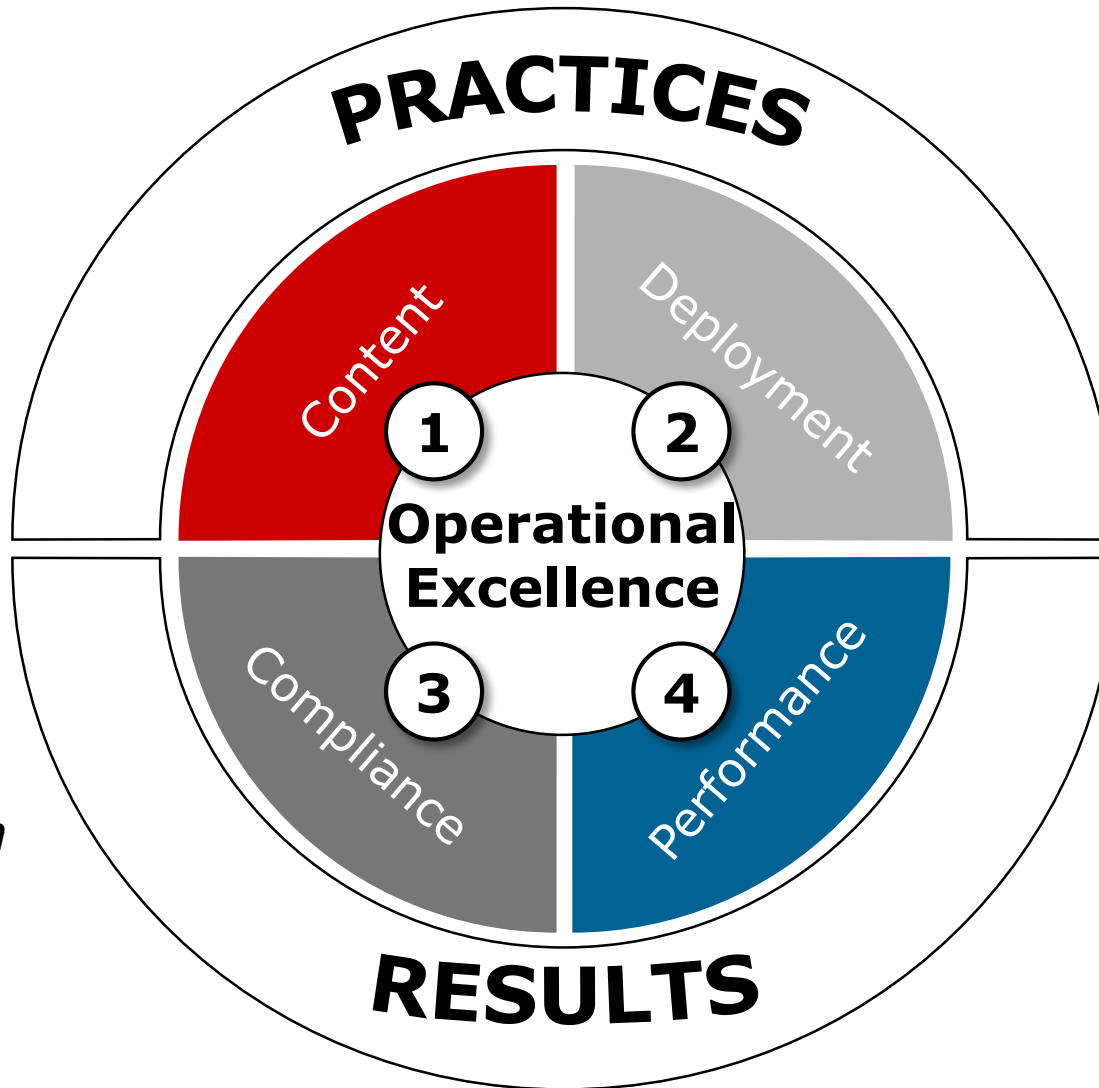 PRACTICES
Content
Deployment
1
2
Operational
Excellence
3
4
Compliance
Performance
RESULTS